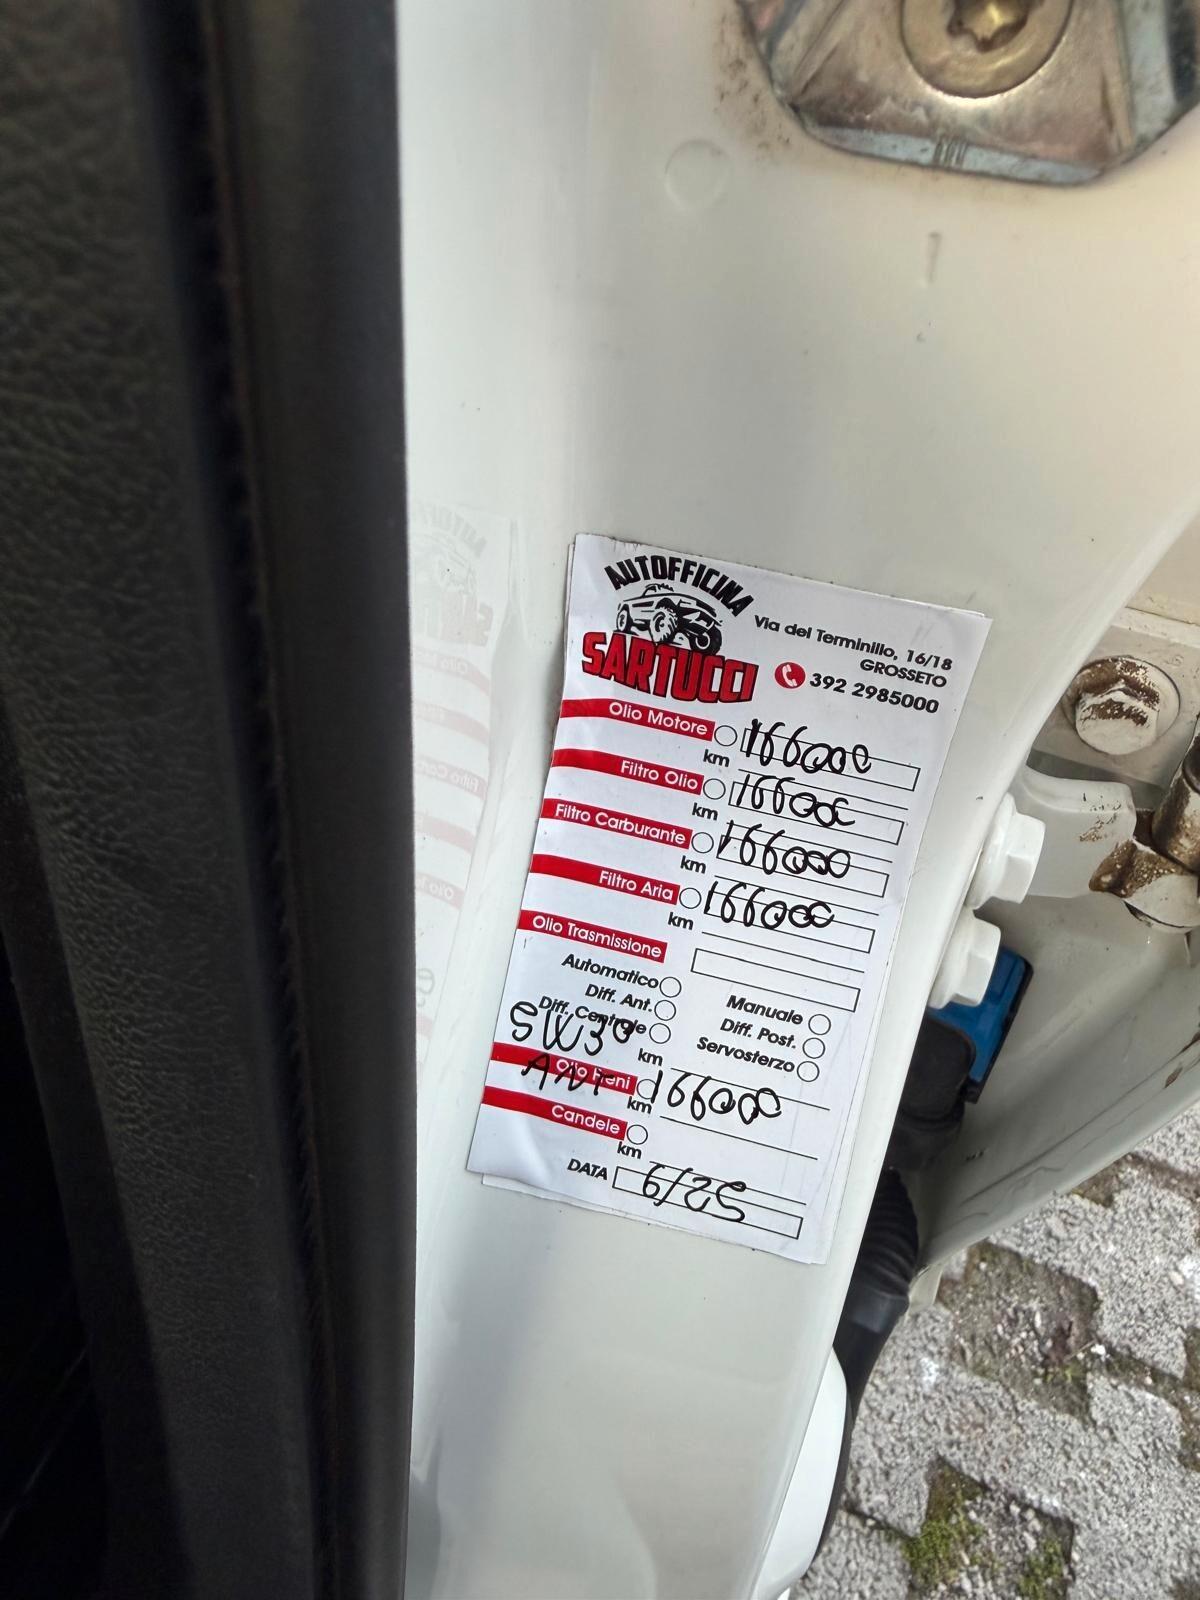 AUTOFFICINA
SARTUCCI
Via del Terminillo, 16/18
GROSSETO
392 2985000
Olio Motore
km 166000
Filtro Olio
km 166000
Filtro Carburante
km 166000
Filtro Aria
km 166000
Olio Trasmissione
Automatico Manuale
Diff. Ant. Diff. Post.
Diff. Centrale Servosterzo
5W30 km
Olio Freni ANT
km 166000
Candele
km
DATA 6/25